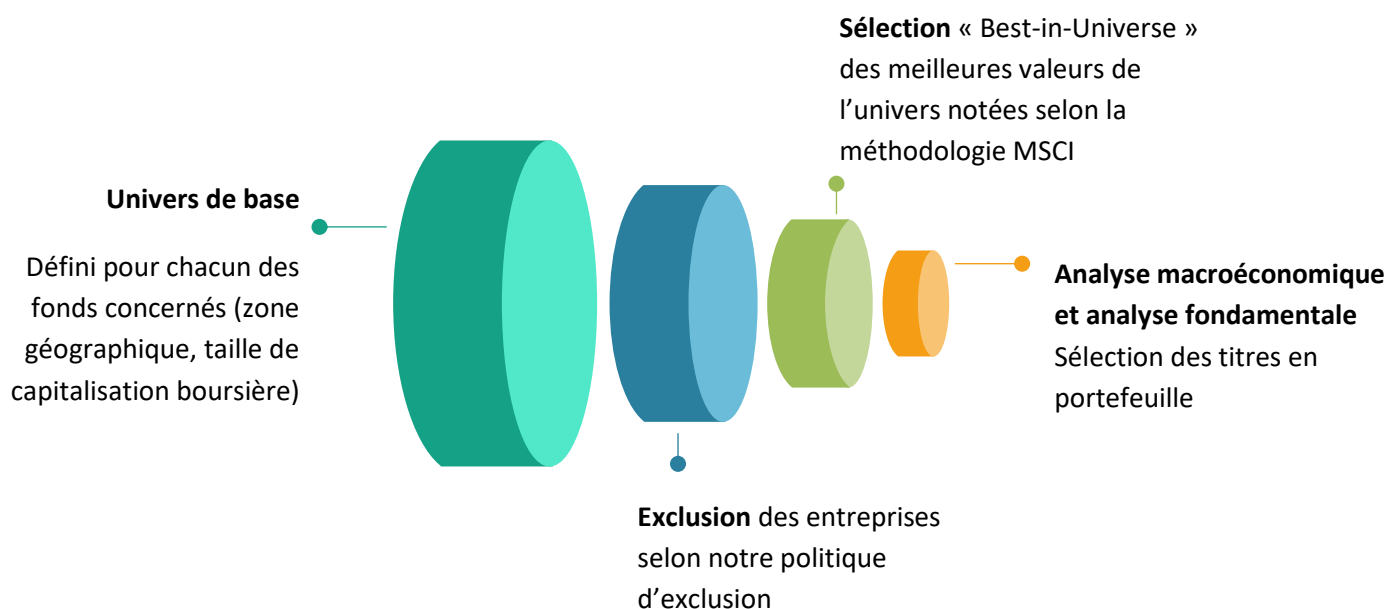 Univers de base
Défini pour chacun des
fonds concernés (zone
géographique, taille de
capitalisation boursière)
Exclusion des entreprises
selon notre politique
d’exclusion
Sélection « Best-in-Universe »
des meilleures valeurs de
l’univers notées selon la
méthodologie MSCI
Analyse macroéconomique
et analyse fondamentale
Sélection des titres en
portefeuille